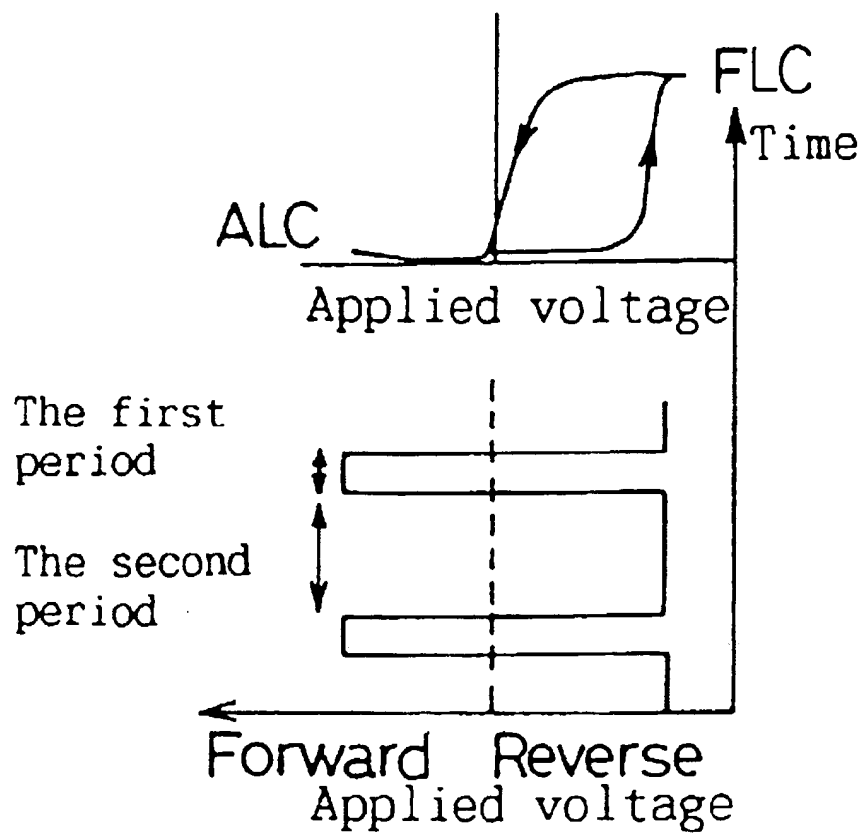 FLC
Time
ALC
Applied voltage
The first
period
The second
period
Forward Reverse
Applied voltage